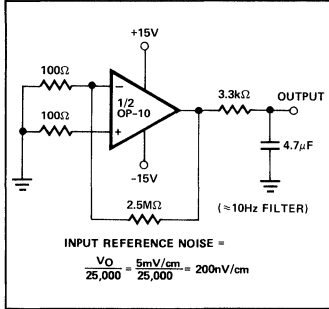 +15V
100Ω
3.3kΩ
OUTPUT
−
1/2
OP-10
100Ω
+
4.7μF
-15V
2.5MΩ
(≈10Hz FILTER)
INPUT REFERENCE NOISE =
V_O / 25,000 = 5mV/cm / 25,000 = 200nV/cm